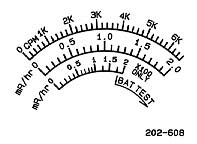 0 CPM 1K 2K 3K 4K 5K 6K
mR/hr 0 0.5 1.0 1.5 2.0
mR/hr 0 0.5 1 1.5 2 X100 ONLY
BAT TEST
202-608